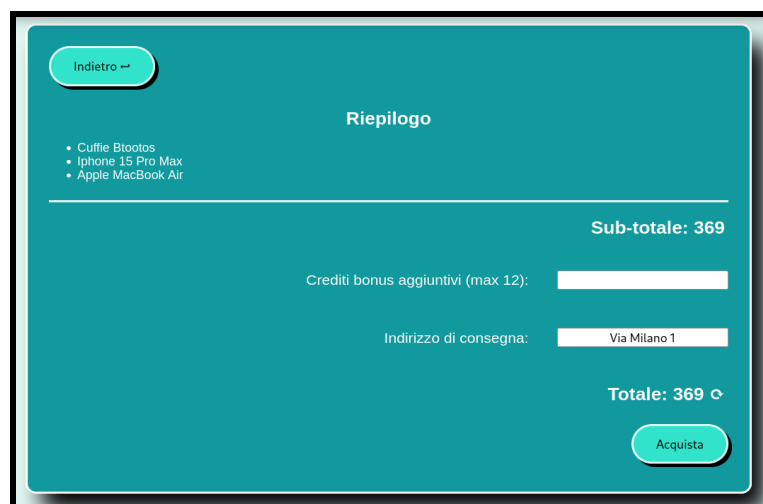 Indietro ↩
Riepilogo
• Cuffie Btootos
• Iphone 15 Pro Max
• Apple MacBook Air
Sub-totale: 369
Crediti bonus aggiuntivi (max 12):
Indirizzo di consegna: Via Milano 1
Totale: 369 ⟳
Acquista